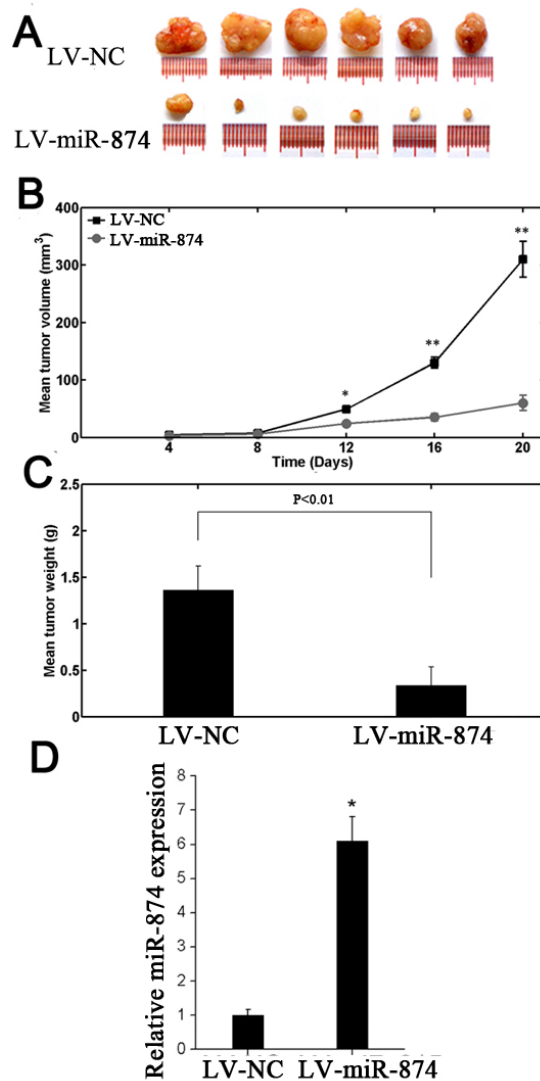 A
LV-NC
LV-miR-874
B
400
300
200
100
0
Mean tumor volume (mm³)
LV-NC
LV-miR-874
*
**
**
4 8 12 16 20
Time (Days)
C
2.5
2
1.5
1
0.5
0
Mean tumor weight (g)
P<0.01
LV-NC LV-miR-874
D
8
7
6
5
4
3
2
1
0
Relative miR-874 expression
*
LV-NC LV-miR-874